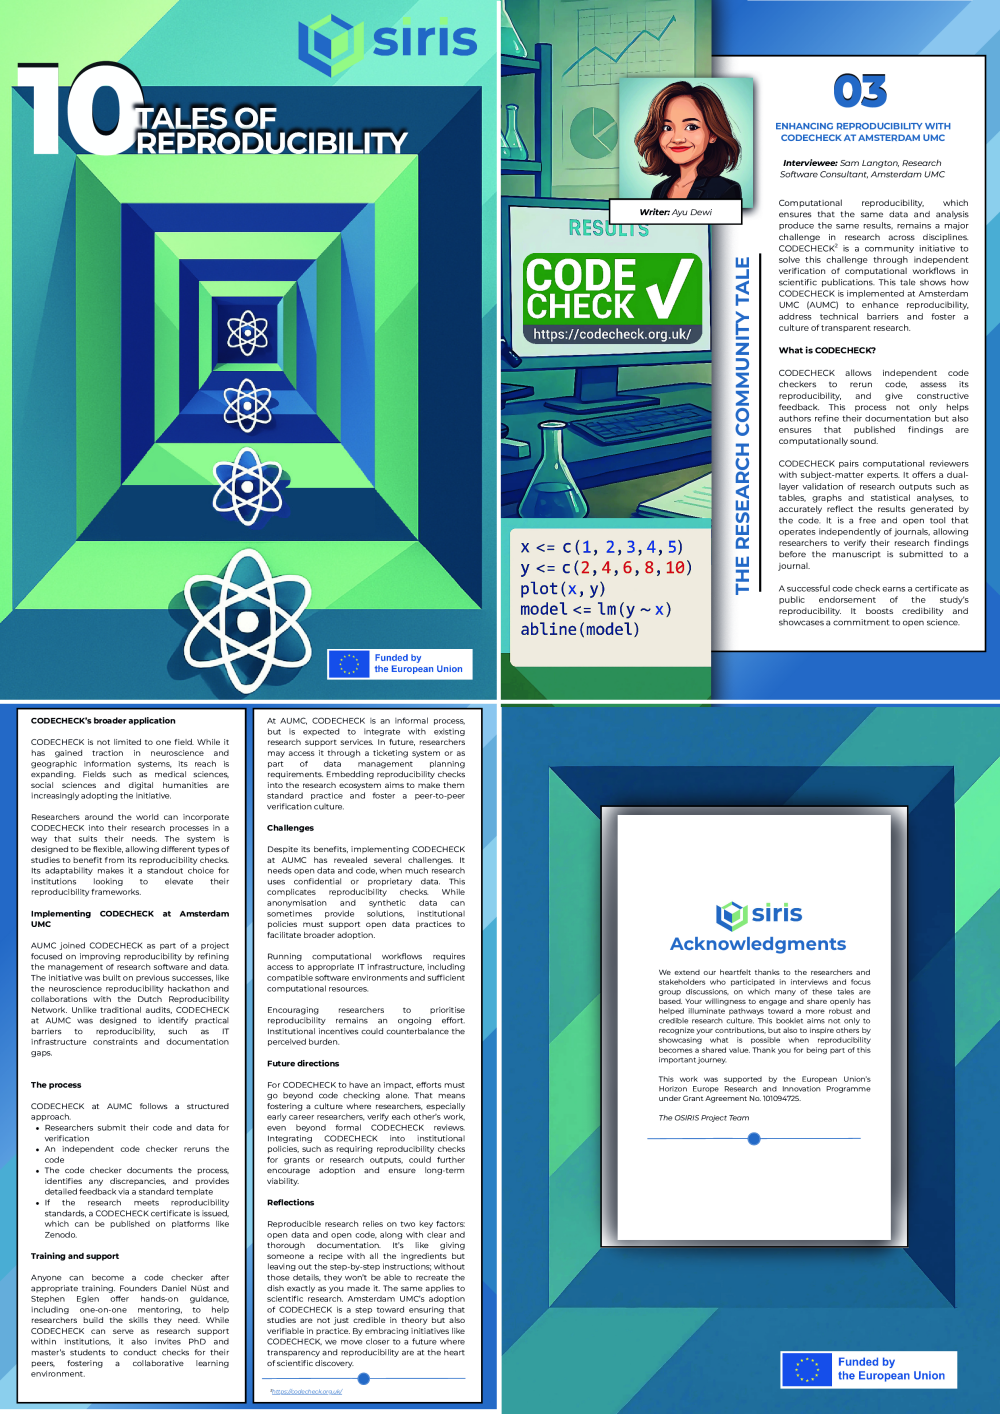 siris
10
TALES OF
REPRODUCIBILITY
Funded by
the European Union
Writer: Ayu Dewi
RESULTS
CODE
CHECK
https://codecheck.org.uk/
x <= c(1, 2,3,4,5)
y <= c(2,4,6,8,10)
plot(x,y)
model <= lm(y ~ x)
abline(model)
THE RESEARCH COMMUNITY TALE
03
ENHANCING REPRODUCIBILITY WITH
CODECHECK AT AMSTERDAM UMC
Interviewee: Sam Langton, Research
Software Consultant, Amsterdam UMC
Computational reproducibility, which
ensures that the same data and analysis
produce the same results, remains a major
challenge in research across disciplines.
CODECHECK² is a community initiative to
solve this challenge through independent
verification of computational workflows in
scientific publications. This tale shows how
CODECHECK is implemented at Amsterdam
UMC (AUMC) to enhance reproducibility,
address technical barriers and foster a
culture of transparent research.
What is CODECHECK?
CODECHECK allows independent code
checkers to rerun code, assess its
reproducibility, and give constructive
feedback. This process not only helps
authors refine their documentation but also
ensures that published findings are
computationally sound.
CODECHECK pairs computational reviewers
with subject-matter experts. It offers a dual-
layer validation of research outputs such as
tables, graphs and statistical analyses, to
accurately reflect the results generated by
the code. It is a free and open tool that
operates independently of journals, allowing
researchers to verify their research findings
before the manuscript is submitted to a
journal.
A successful code check earns a certificate as
public endorsement of the study's
reproducibility. It boosts credibility and
showcases a commitment to open science.
CODECHECK's broader application
CODECHECK is not limited to one field. While it
has gained traction in neuroscience and
geographic information systems, its reach is
expanding. Fields such as medical sciences,
social sciences and digital humanities are
increasingly adopting the initiative.
Researchers around the world can incorporate
CODECHECK into their research processes in a
way that suits their needs. The system is
designed to be flexible, allowing different types of
studies to benefit from its reproducibility checks.
Its adaptability makes it a standout choice for
institutions looking to elevate their
reproducibility frameworks.
Implementing CODECHECK at Amsterdam
UMC
AUMC joined CODECHECK as part of a project
focused on improving reproducibility by refining
the management of research software and data.
The initiative was built on previous successes, like
the neuroscience reproducibility hackathon and
collaborations with the Dutch Reproducibility
Network. Unlike traditional audits, CODECHECK
at AUMC was designed to identify practical
barriers to reproducibility, such as IT
infrastructure constraints and documentation
gaps.
The process
CODECHECK at AUMC follows a structured
approach.
• Researchers submit their code and data for
verification
• An independent code checker reruns the
code
• The code checker documents the process,
identifies any discrepancies, and provides
detailed feedback via a standard template
• If the research meets reproducibility
standards, a CODECHECK certificate is issued,
which can be published on platforms like
Zenodo.
Training and support
Anyone can become a code checker after
appropriate training. Founders Daniel Nüst and
Stephen Eglen offer hands-on guidance,
including one-on-one mentoring, to help
researchers build the skills they need. While
CODECHECK can serve as research support
within institutions, it also invites PhD and
master's students to conduct checks for their
peers, fostering a collaborative learning
environment.
At AUMC, CODECHECK is an informal process,
but is expected to integrate with existing
research support services. In future, researchers
may access it through a ticketing system or as
part of data management planning
requirements. Embedding reproducibility checks
into the research ecosystem aims to make them
standard practice and foster a peer-to-peer
verification culture.
Challenges
Despite its benefits, implementing CODECHECK
at AUMC has revealed several challenges. It
needs open data and code, when much research
uses confidential or proprietary data. This
complicates reproducibility checks. While
anonymisation and synthetic data can
sometimes provide solutions, institutional
policies must support open data practices to
facilitate broader adoption.
Running computational workflows requires
access to appropriate IT infrastructure, including
compatible software environments and sufficient
computational resources.
Encouraging researchers to prioritise
reproducibility remains an ongoing effort.
Institutional incentives could counterbalance the
perceived burden.
Future directions
For CODECHECK to have an impact, efforts must
go beyond code checking alone. That means
fostering a culture where researchers, especially
early career researchers, verify each other's work,
even beyond formal CODECHECK reviews.
Integrating CODECHECK into institutional
policies, such as requiring reproducibility checks
for grants or research outputs, could further
encourage adoption and ensure long-term
viability.
Reflections
Reproducible research relies on two key factors:
open data and open code, along with clear and
thorough documentation. It's like giving
someone a recipe with all the ingredients but
leaving out the step-by-step instructions; without
those details, they won't be able to recreate the
dish exactly as you made it. The same applies to
scientific research. Amsterdam UMC's adoption
of CODECHECK is a step toward ensuring that
studies are not just credible in theory but also
verifiable in practice. By embracing initiatives like
CODECHECK, we move closer to a future where
transparency and reproducibility are at the heart
of scientific discovery.
²https://codecheck.org.uk/
siris
Acknowledgments
We extend our heartfelt thanks to the researchers and
stakeholders who participated in interviews and focus
group discussions, on which many of these tales are
based. Your willingness to engage and share openly has
helped illuminate pathways toward a more robust and
credible research culture. This booklet aims not only to
recognize your contributions, but also to inspire others by
showcasing what is possible when reproducibility
becomes a shared value. Thank you for being part of this
important journey.
This work was supported by the European Union's
Horizon Europe Research and Innovation Programme
under Grant Agreement No. 101094725.
The OSIRIS Project Team
Funded by
the European Union